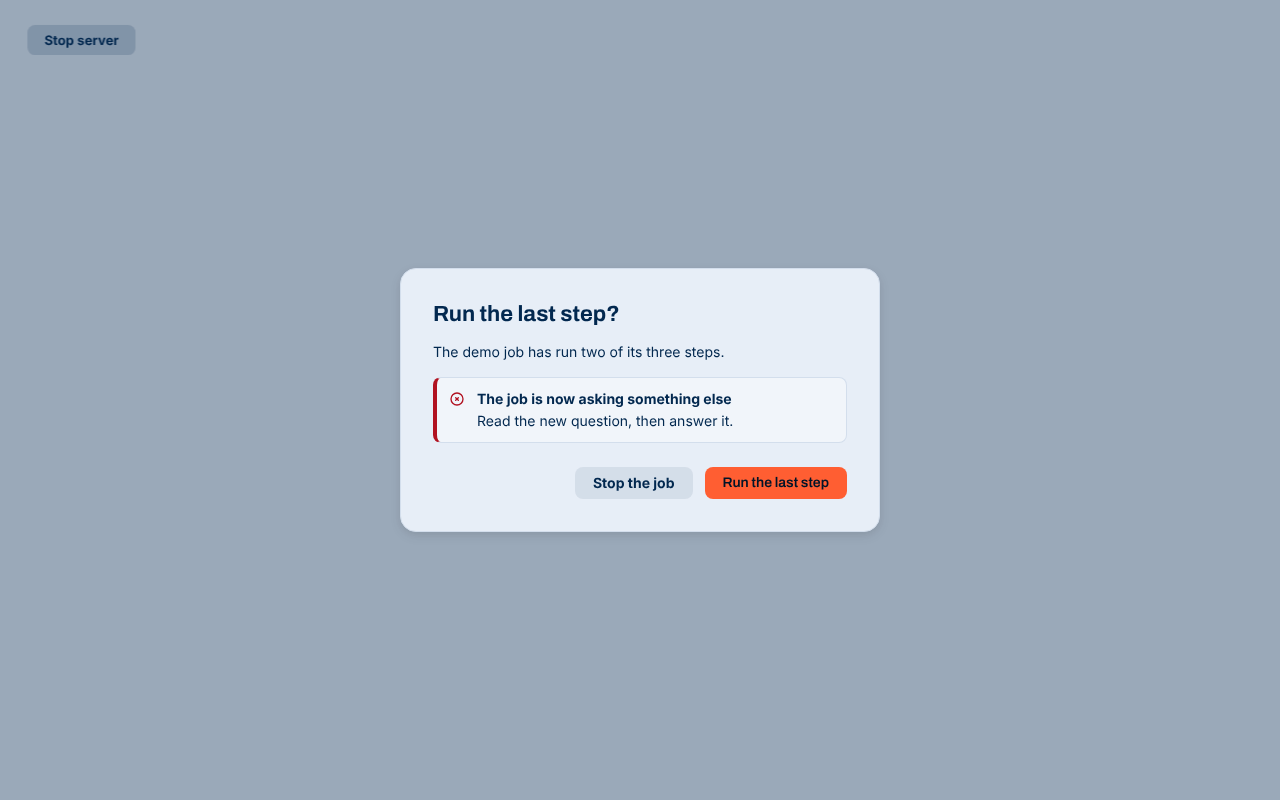 Stop server
Run the last step?
The demo job has run two of its three steps.
The job is now asking something else
Read the new question, then answer it.
Stop the job
Run the last step